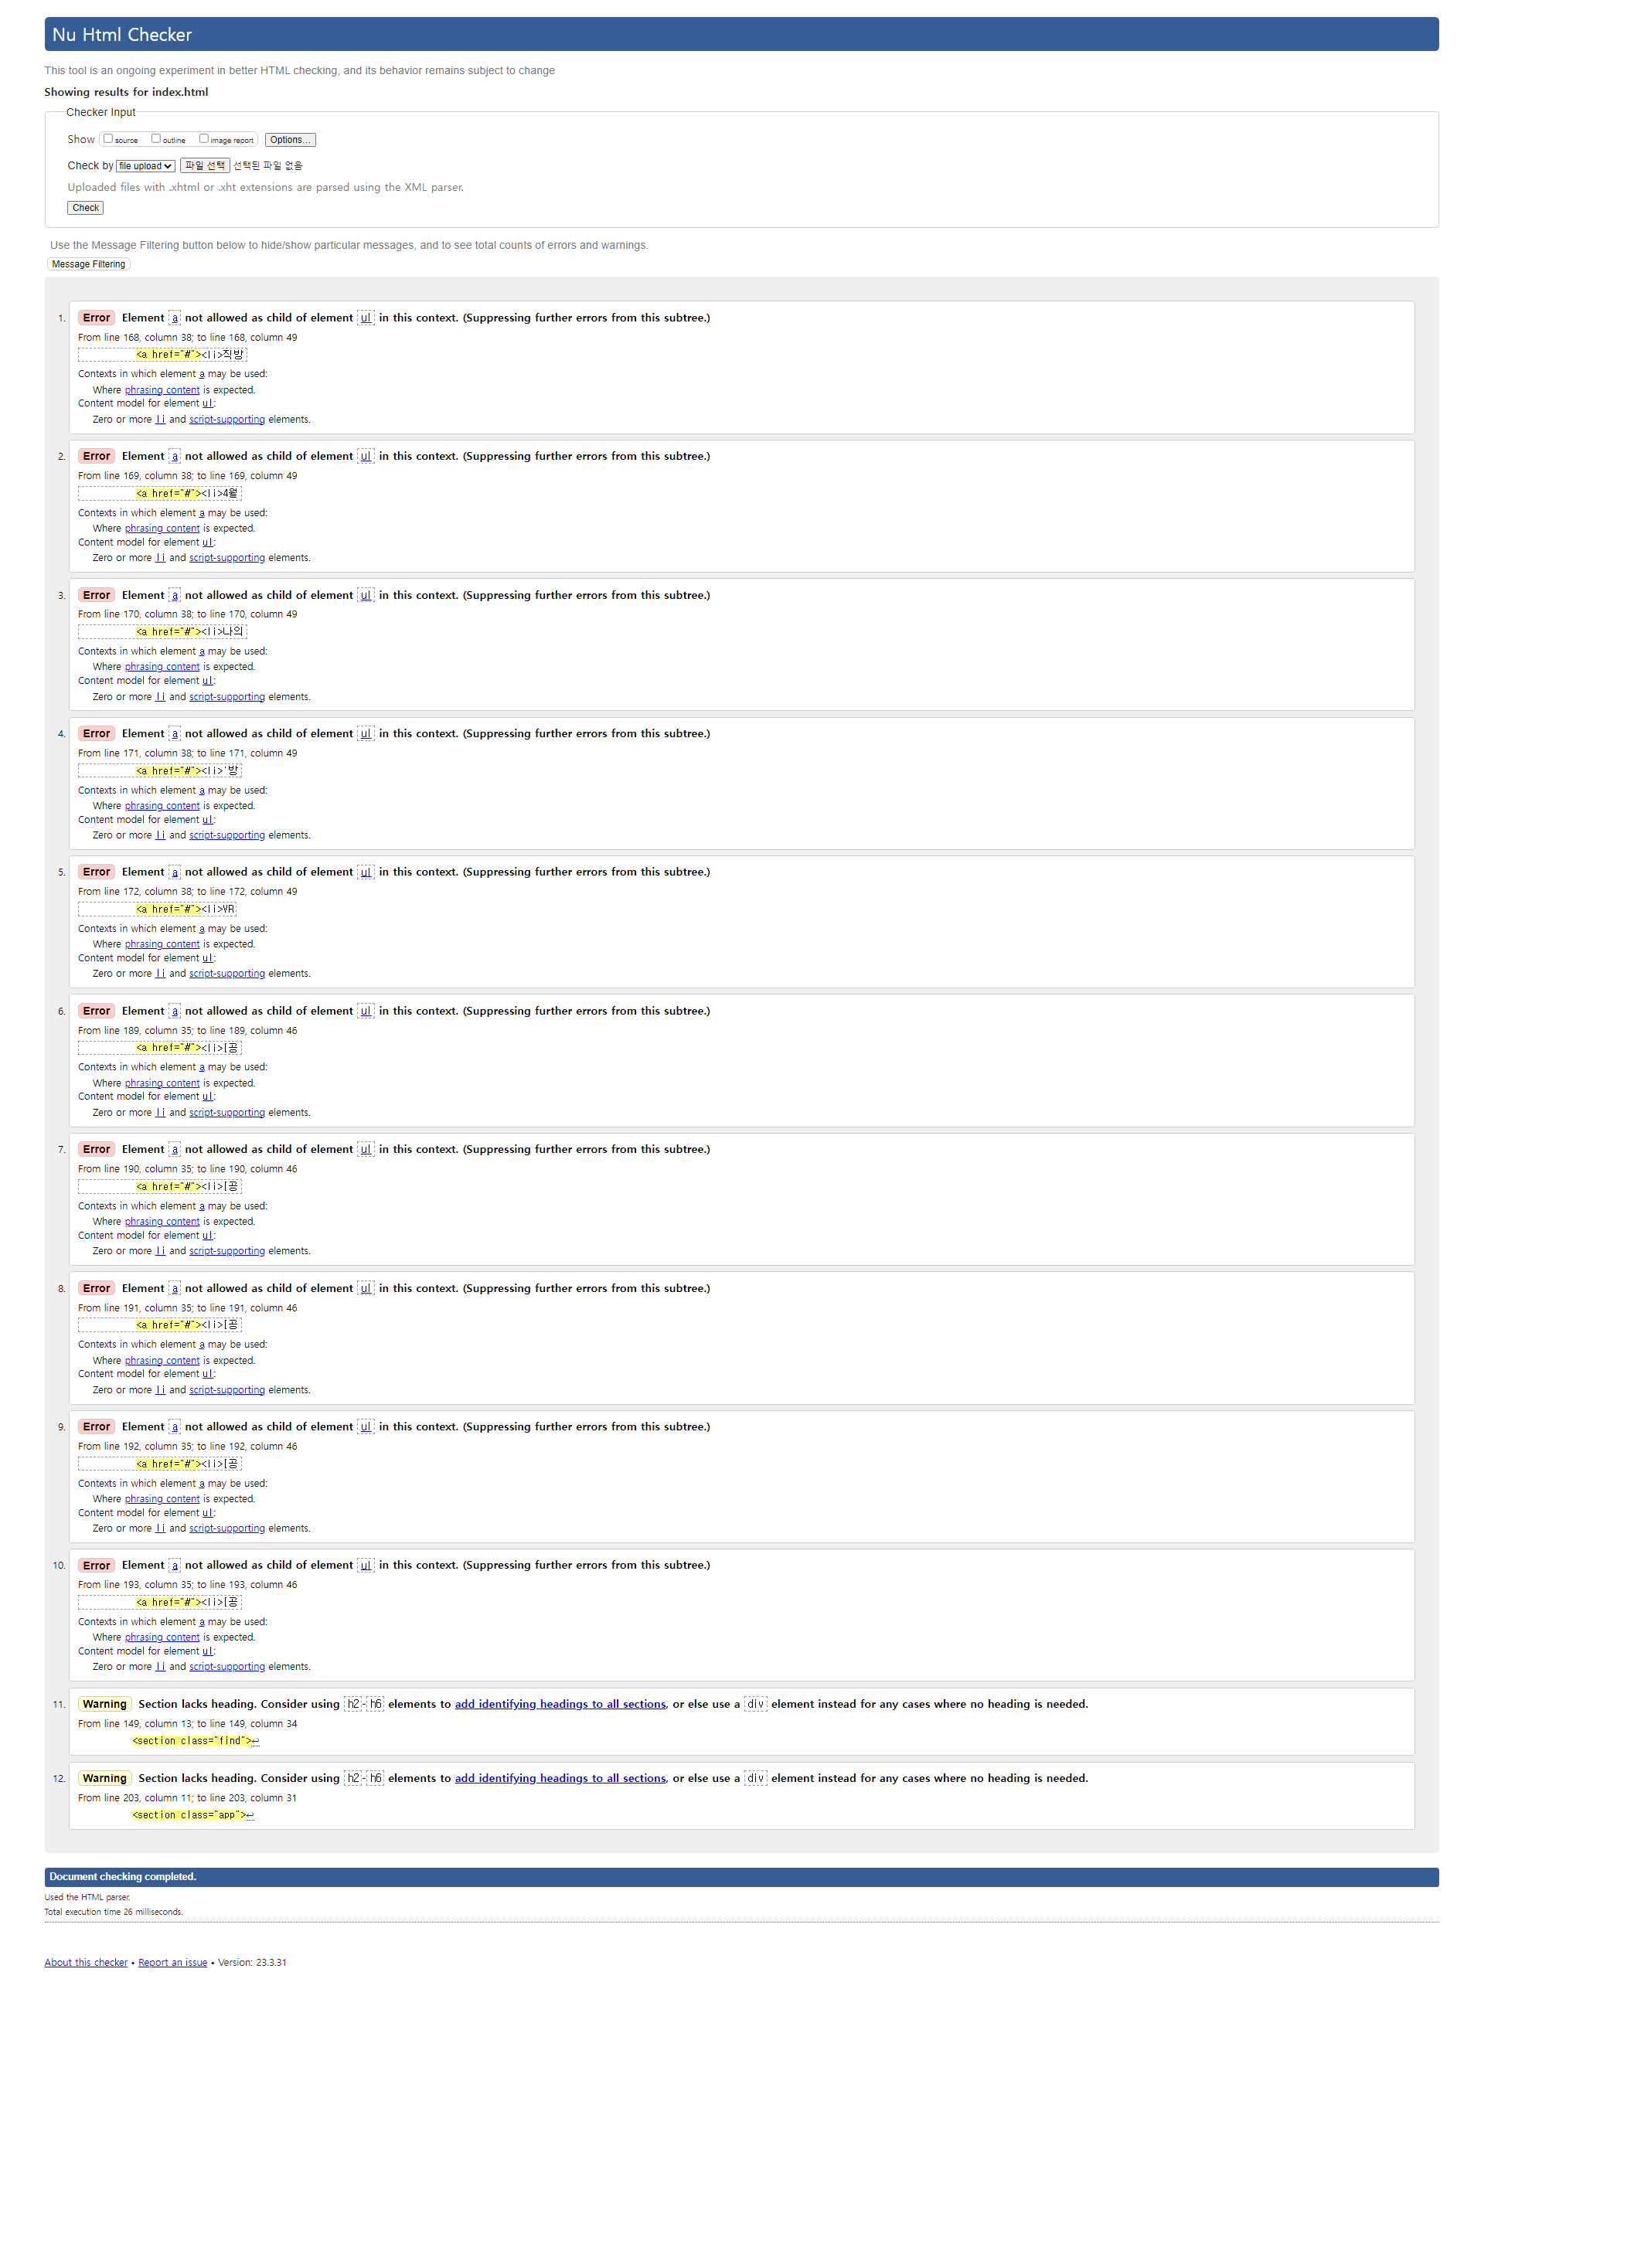 Nu Html Checker
This tool is an ongoing experiment in better HTML checking, and its behavior remains subject to change
Showing results for index.html
Checker Input
Show source outline image report Options...
Check by file upload 파일 선택 선택된 파일 없음
Uploaded files with .xhtml or .xht extensions are parsed using the XML parser.
Check
Use the Message Filtering button below to hide/show particular messages, and to see total counts of errors and warnings.
Message Filtering
1. Error Element a not allowed as child of element ul in this context. (Suppressing further errors from this subtree.)
From line 168, column 38; to line 168, column 49
<a href="#"><li>직방
Contexts in which element a may be used:
Where phrasing content is expected.
Content model for element ul:
Zero or more li and script-supporting elements.
2. Error Element a not allowed as child of element ul in this context. (Suppressing further errors from this subtree.)
From line 169, column 38; to line 169, column 49
<a href="#"><li>4월
Contexts in which element a may be used:
Where phrasing content is expected.
Content model for element ul:
Zero or more li and script-supporting elements.
3. Error Element a not allowed as child of element ul in this context. (Suppressing further errors from this subtree.)
From line 170, column 38; to line 170, column 49
<a href="#"><li>나의
Contexts in which element a may be used:
Where phrasing content is expected.
Content model for element ul:
Zero or more li and script-supporting elements.
4. Error Element a not allowed as child of element ul in this context. (Suppressing further errors from this subtree.)
From line 171, column 38; to line 171, column 49
<a href="#"><li>'방
Contexts in which element a may be used:
Where phrasing content is expected.
Content model for element ul:
Zero or more li and script-supporting elements.
5. Error Element a not allowed as child of element ul in this context. (Suppressing further errors from this subtree.)
From line 172, column 38; to line 172, column 49
<a href="#"><li>VR
Contexts in which element a may be used:
Where phrasing content is expected.
Content model for element ul:
Zero or more li and script-supporting elements.
6. Error Element a not allowed as child of element ul in this context. (Suppressing further errors from this subtree.)
From line 189, column 35; to line 189, column 46
<a href="#"><li>[공
Contexts in which element a may be used:
Where phrasing content is expected.
Content model for element ul:
Zero or more li and script-supporting elements.
7. Error Element a not allowed as child of element ul in this context. (Suppressing further errors from this subtree.)
From line 190, column 35; to line 190, column 46
<a href="#"><li>[공
Contexts in which element a may be used:
Where phrasing content is expected.
Content model for element ul:
Zero or more li and script-supporting elements.
8. Error Element a not allowed as child of element ul in this context. (Suppressing further errors from this subtree.)
From line 191, column 35; to line 191, column 46
<a href="#"><li>[공
Contexts in which element a may be used:
Where phrasing content is expected.
Content model for element ul:
Zero or more li and script-supporting elements.
9. Error Element a not allowed as child of element ul in this context. (Suppressing further errors from this subtree.)
From line 192, column 35; to line 192, column 46
<a href="#"><li>[공
Contexts in which element a may be used:
Where phrasing content is expected.
Content model for element ul:
Zero or more li and script-supporting elements.
10. Error Element a not allowed as child of element ul in this context. (Suppressing further errors from this subtree.)
From line 193, column 35; to line 193, column 46
<a href="#"><li>[공
Contexts in which element a may be used:
Where phrasing content is expected.
Content model for element ul:
Zero or more li and script-supporting elements.
11. Warning Section lacks heading. Consider using h2-h6 elements to add identifying headings to all sections, or else use a div element instead for any cases where no heading is needed.
From line 149, column 13; to line 149, column 34
<section class="find">↩
12. Warning Section lacks heading. Consider using h2-h6 elements to add identifying headings to all sections, or else use a div element instead for any cases where no heading is needed.
From line 203, column 11; to line 203, column 31
<section class="app">↩
Document checking completed.
Used the HTML parser.
Total execution time 26 milliseconds.
About this checker • Report an issue • Version: 23.3.31